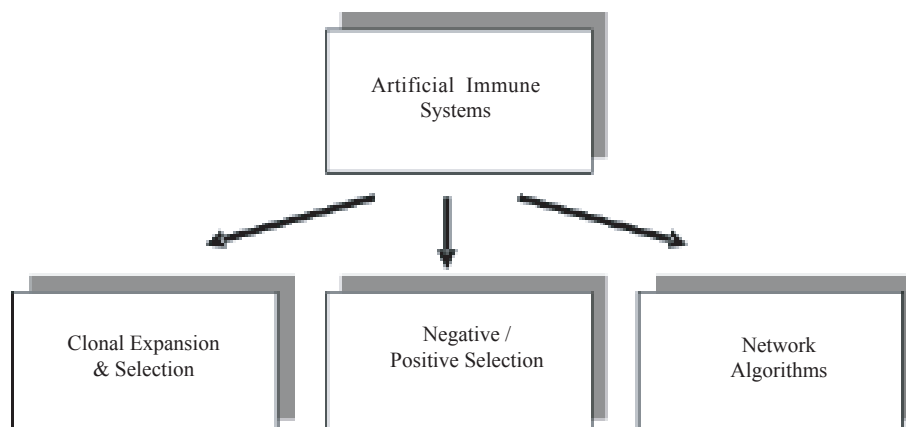 Artificial Immune
Systems
Clonal Expansion
& Selection
Negative /
Positive Selection
Network
Algorithms